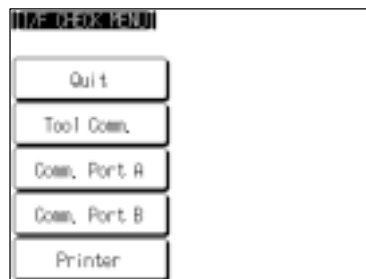 [I/F CHECK MENU]
Quit
Tool Comm.
Comm. Port A
Comm. Port B
Printer